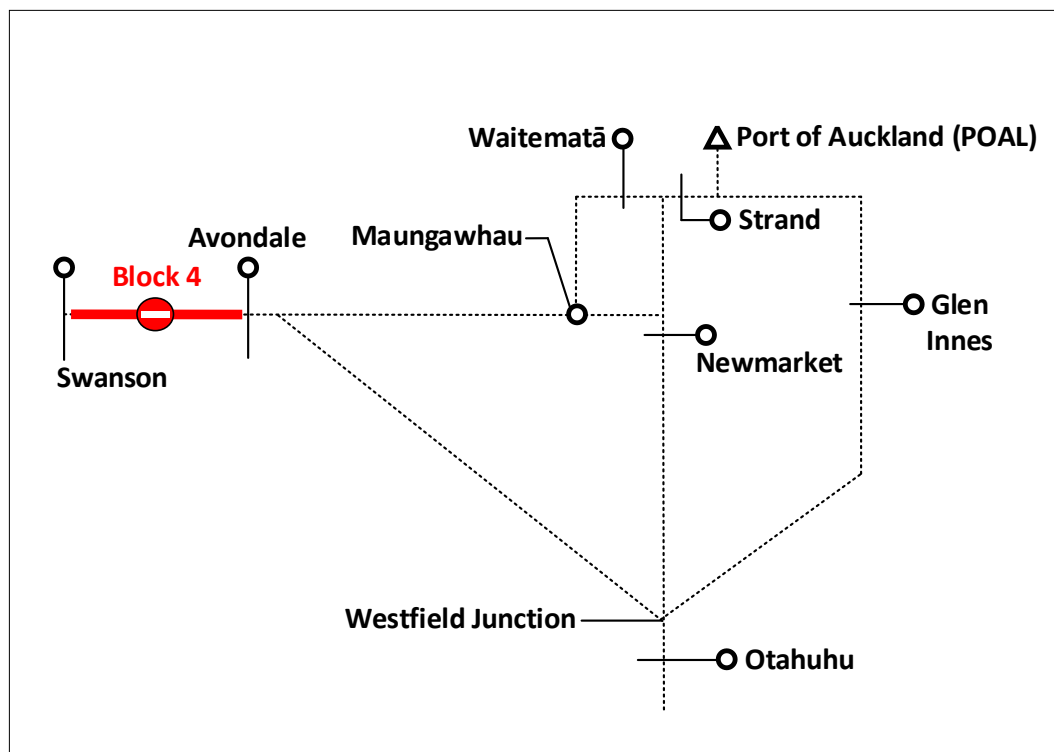 Waitematā
Port of Auckland (POAL)
Strand
Avondale
Maungawhau
Block 4
Glen
Innes
Newmarket
Swanson
Westfield Junction
Otahuhu